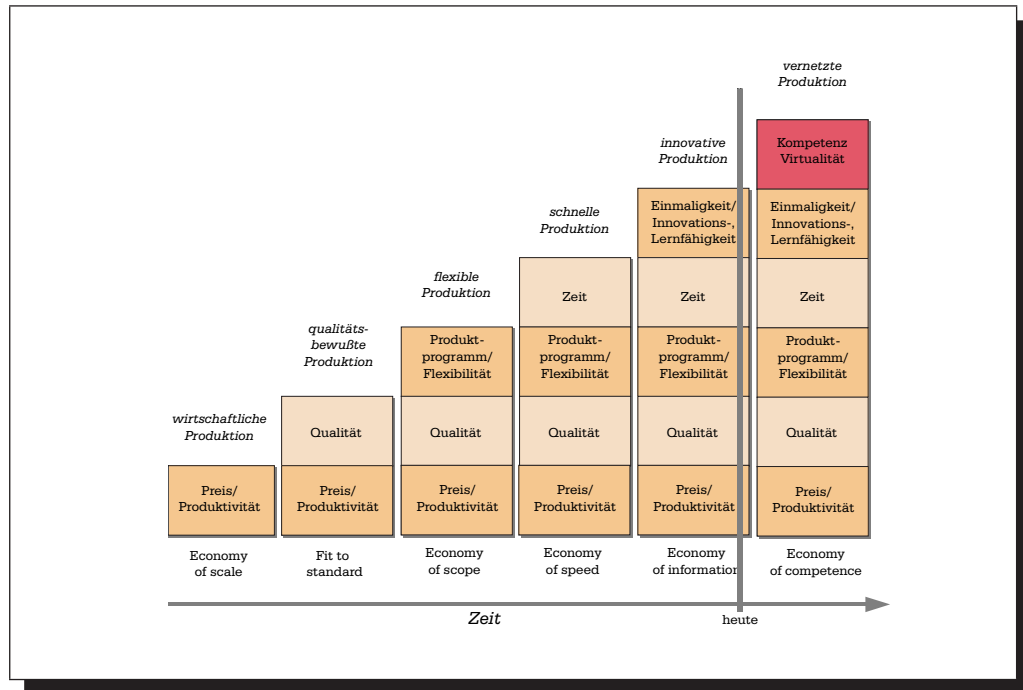 vernetzte
Produktion
innovative
Produktion
schnelle
Produktion
flexible
Produktion
qualitäts-
bewußte
Produktion
wirtschaftliche
Produktion
Preis/
Produktivität
Economy
of scale
Qualität
Preis/
Produktivität
Fit to
standard
Produkt-
programm/
Flexibilität
Qualität
Preis/
Produktivität
Economy
of scope
Zeit
Produkt-
programm/
Flexibilität
Qualität
Preis/
Produktivität
Economy
of speed
Einmaligkeit/
Innovations-,
Lernfähigkeit
Zeit
Produkt-
programm/
Flexibilität
Qualität
Preis/
Produktivität
Economy
of information
Kompetenz
Virtualität
Einmaligkeit/
Innovations-,
Lernfähigkeit
Zeit
Produkt-
programm/
Flexibilität
Qualität
Preis/
Produktivität
Economy
of competence
Zeit
heute